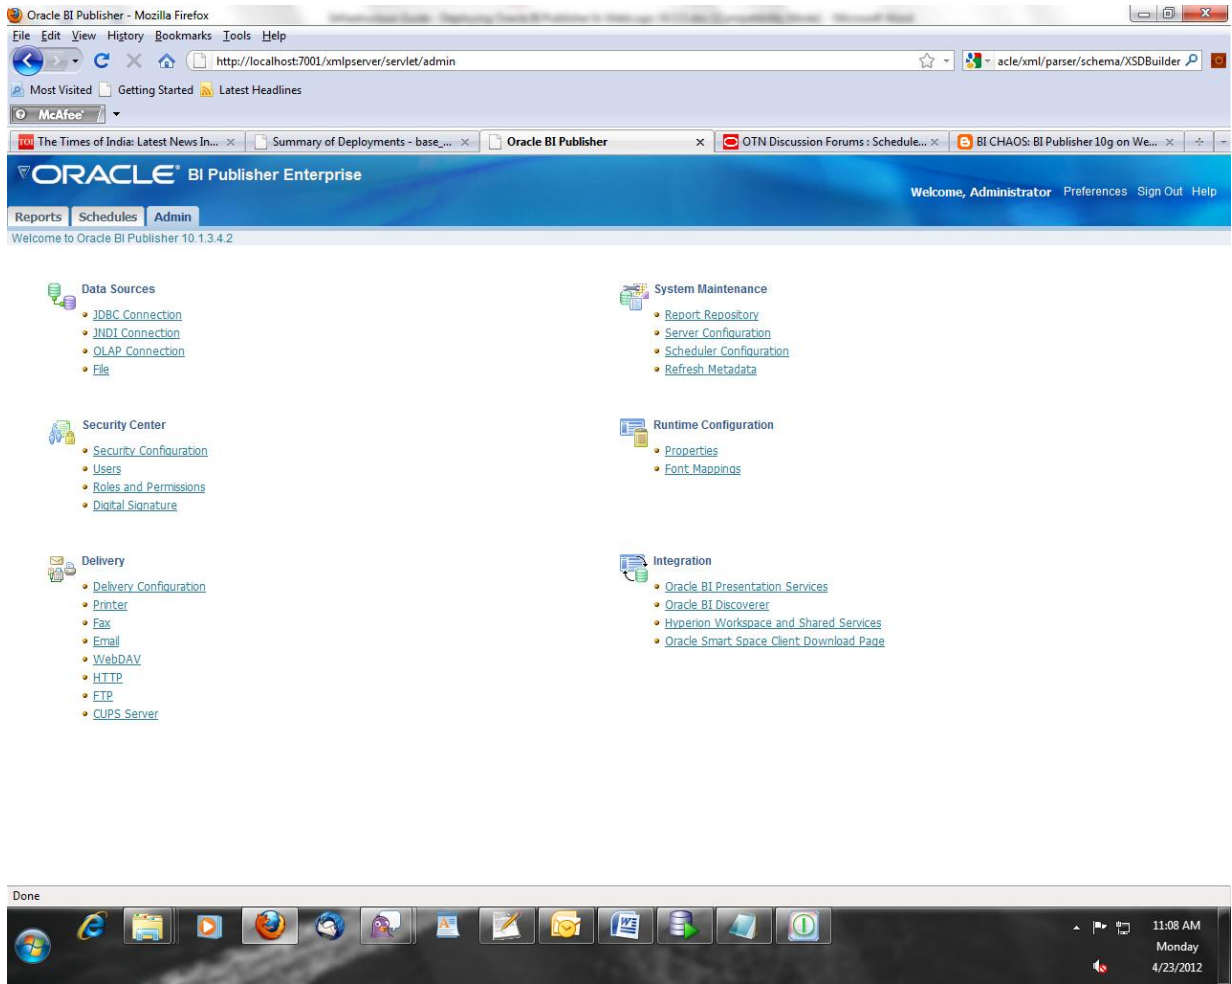 Oracle BI Publisher - Mozilla Firefox
File Edit View History Bookmarks Tools Help
http://localhost:7001/xmlpserver/servlet/admin
acle/xml/parser/schema/XSDBuilder
Most Visited Getting Started Latest Headlines
McAfee
TOI The Times of India: Latest News In... Summary of Deployments - base_... Oracle BI Publisher OTN Discussion Forums : Schedule... BI CHAOS: BI Publisher 10g on We...
ORACLE BI Publisher Enterprise
Welcome, Administrator Preferences Sign Out Help
Reports Schedules Admin
Welcome to Oracle BI Publisher 10.1.3.4.2
Data Sources
JDBC Connection
JNDI Connection
OLAP Connection
File
System Maintenance
Report Repository
Server Configuration
Scheduler Configuration
Refresh Metadata
Security Center
Security Configuration
Users
Roles and Permissions
Digital Signature
Runtime Configuration
Properties
Font Mappings
Delivery
Delivery Configuration
Printer
Fax
Email
WebDAV
HTTP
FTP
CUPS Server
Integration
Oracle BI Presentation Services
Oracle BI Discoverer
Hyperion Workspace and Shared Services
Oracle Smart Space Client Download Page
Done
11:08 AM
Monday
4/23/2012